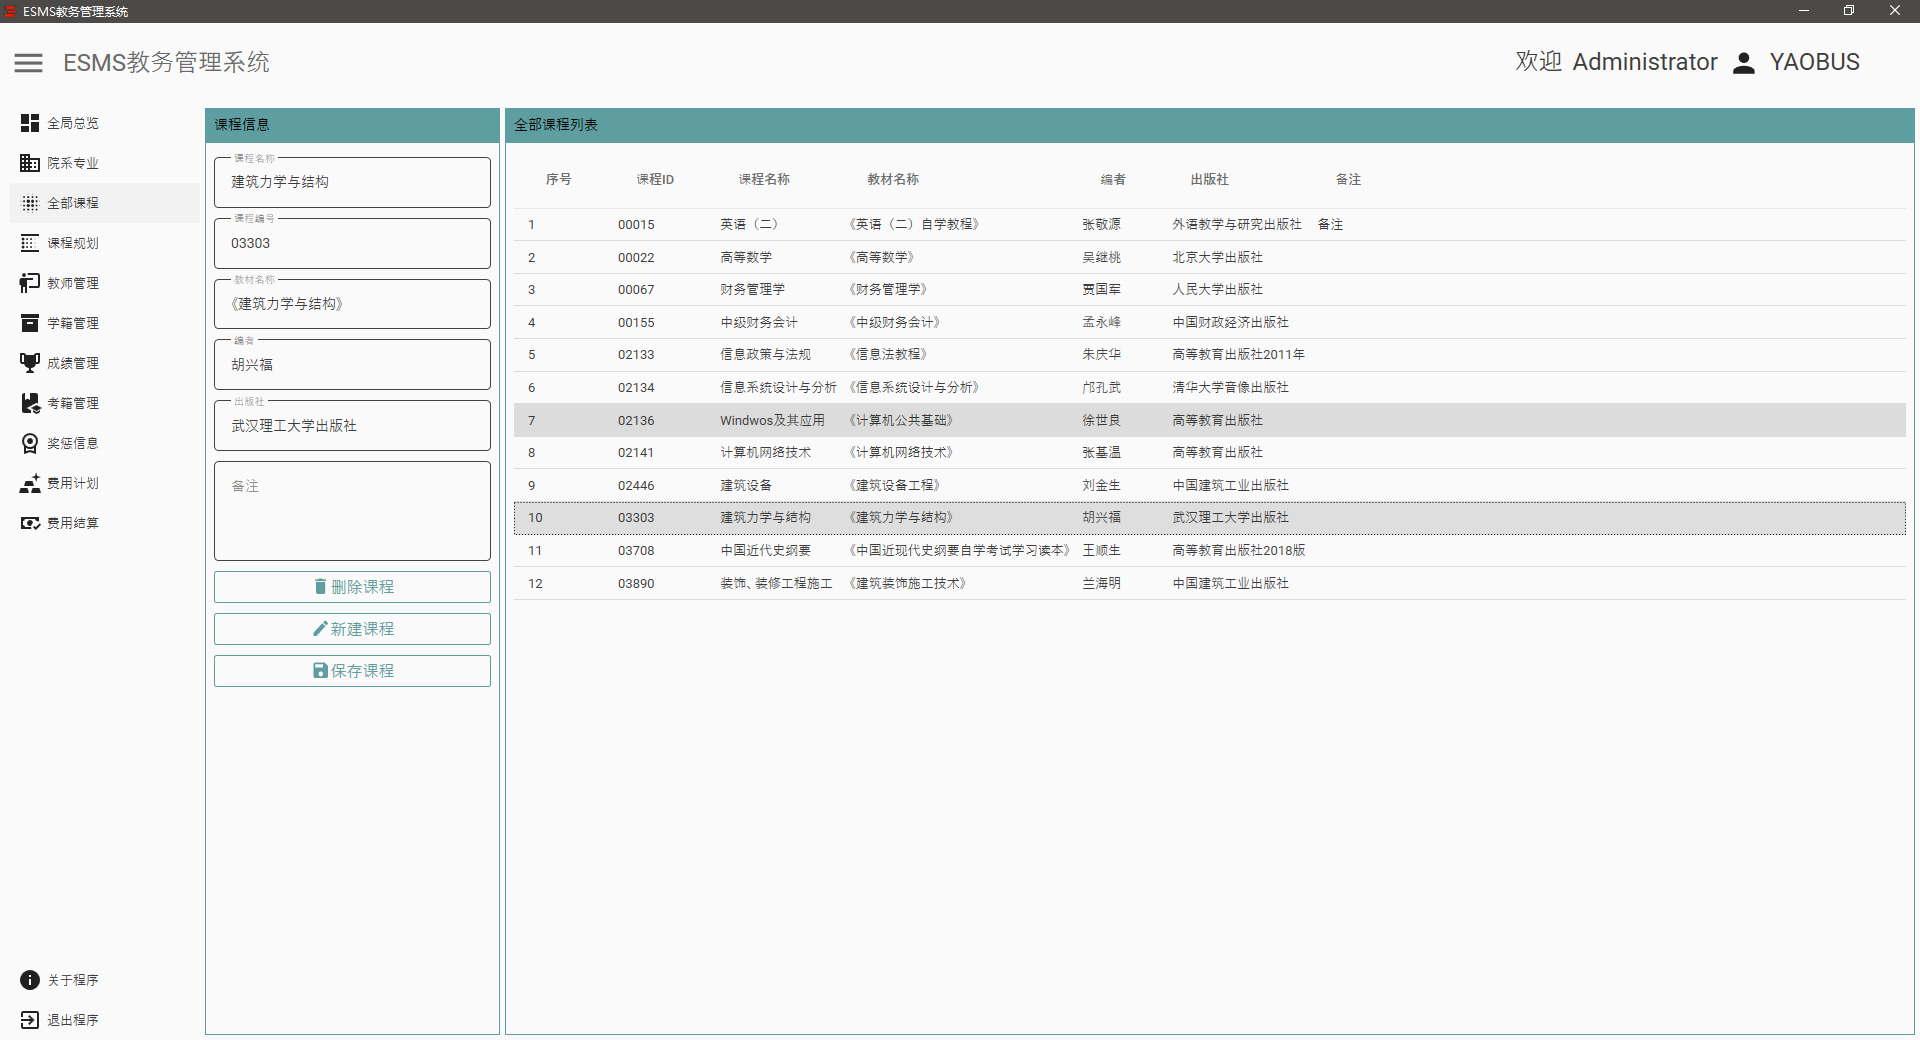 ESMS教务管理系统
ESMS教务管理系统
欢迎 Administrator YAOBUS
全局总览
院系专业
全部课程
课程规划
教师管理
学籍管理
成绩管理
考籍管理
奖惩信息
费用计划
费用结算
关于程序
退出程序
课程信息
课程名称
建筑力学与结构
课程编号
03303
教材名称
《建筑力学与结构》
编者
胡兴福
出版社
武汉理工大学出版社
备注
删除课程
新建课程
保存课程
全部课程列表
序号 课程ID 课程名称 教材名称 编者 出版社 备注
1 00015 英语（二） 《英语（二）自学教程》 张敬源 外语教学与研究出版社 备注
2 00022 高等数学 《高等数学》 吴继桃 北京大学出版社
3 00067 财务管理学 《财务管理学》 贾国军 人民大学出版社
4 00155 中级财务会计 《中级财务会计》 孟永峰 中国财政经济出版社
5 02133 信息政策与法规 《信息法教程》 朱庆华 高等教育出版社2011年
6 02134 信息系统设计与分析 《信息系统设计与分析》 邝孔武 清华大学音像出版社
7 02136 Windwos及其应用 《计算机公共基础》 徐世良 高等教育出版社
8 02141 计算机网络技术 《计算机网络技术》 张基温 高等教育出版社
9 02446 建筑设备 《建筑设备工程》 刘金生 中国建筑工业出版社
10 03303 建筑力学与结构 《建筑力学与结构》 胡兴福 武汉理工大学出版社
11 03708 中国近代史纲要 《中国近现代史纲要自学考试学习读本》 王顺生 高等教育出版社2018版
12 03890 装饰、装修工程施工 《建筑装饰施工技术》 兰海明 中国建筑工业出版社